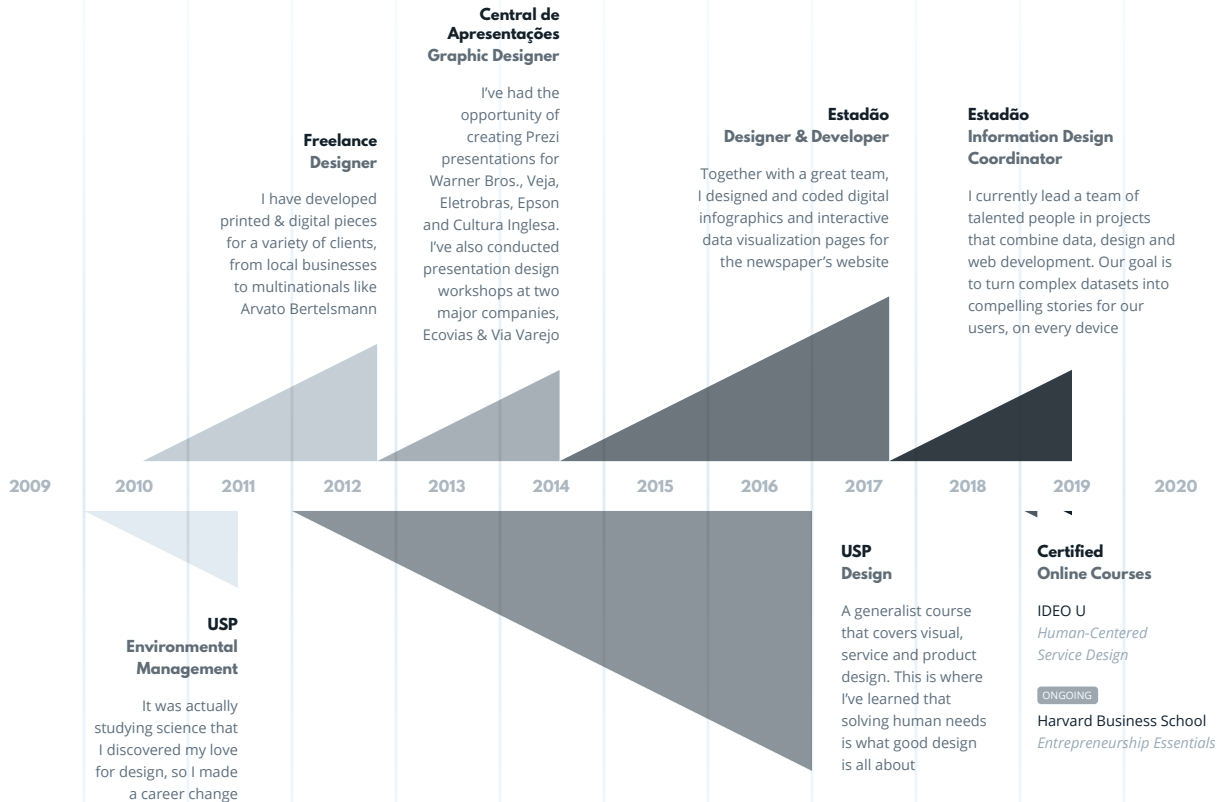 Central de
Apresentações
Graphic Designer
I’ve had the
opportunity of
creating Prezi
presentations for
Warner Bros., Veja,
Eletrobras, Epson
and Cultura Inglesa.
I’ve also conducted
presentation design
workshops at two
major companies,
Ecovias & Via Varejo
Freelance
Designer
I have developed
printed & digital pieces
for a variety of clients,
from local businesses
to multinationals like
Arvato Bertelsmann
Estadão
Designer & Developer
Together with a great team,
I designed and coded digital
infographics and interactive
data visualization pages for
the newspaper’s website
Estadão
Information Design
Coordinator
I currently lead a team of
talented people in projects
that combine data, design and
web development. Our goal is
to turn complex datasets into
compelling stories for our
users, on every device
2009 2010 2011 2012 2013 2014 2015 2016 2017 2018 2019 2020
USP
Environmental
Management
It was actually
studying science that
I discovered my love
for design, so I made
a career change
USP
Design
A generalist course
that covers visual,
service and product
design. This is where
I’ve learned that
solving human needs
is what good design
is all about
Certified
Online Courses
IDEO U
Human-Centered
Service Design
ONGOING
Harvard Business School
Entrepreneurship Essentials